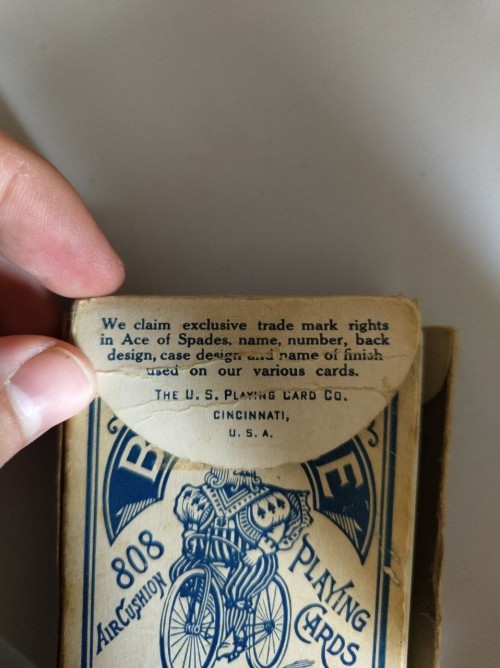 We claim exclusive trade mark rights
in Ace of Spades, name, number, back
design, case design and name of finish
used on our various cards.
THE U. S. PLAYING CARD CO.
CINCINNATI,
U. S. A.
B E
808
AIR CUSHION
PLAYING
CARDS